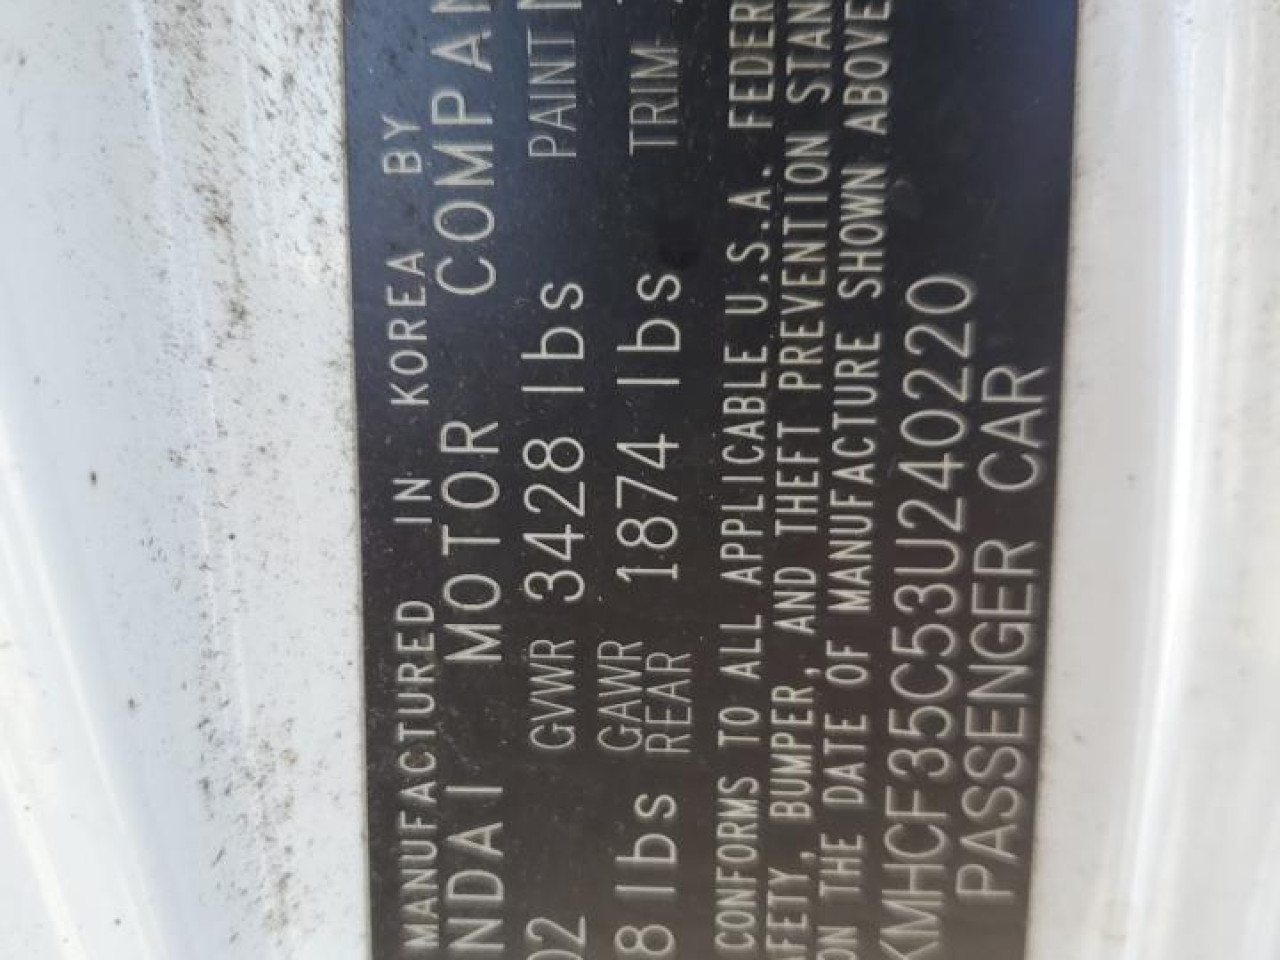 MANUFACTURED IN KOREA BY
NDAI MOTOR COMPAN
02 GVWR 3428 lbs PAINT
8 lbs GAWR REAR 1874 lbs TRIM
CONFORMS TO ALL APPLICABLE U.S.A. FEDER
AFETY, BUMPER, AND THEFT PREVENTION STAN
ON THE DATE OF MANUFACTURE SHOWN ABOVE
KMHCF35C53U240220
PASSENGER CAR